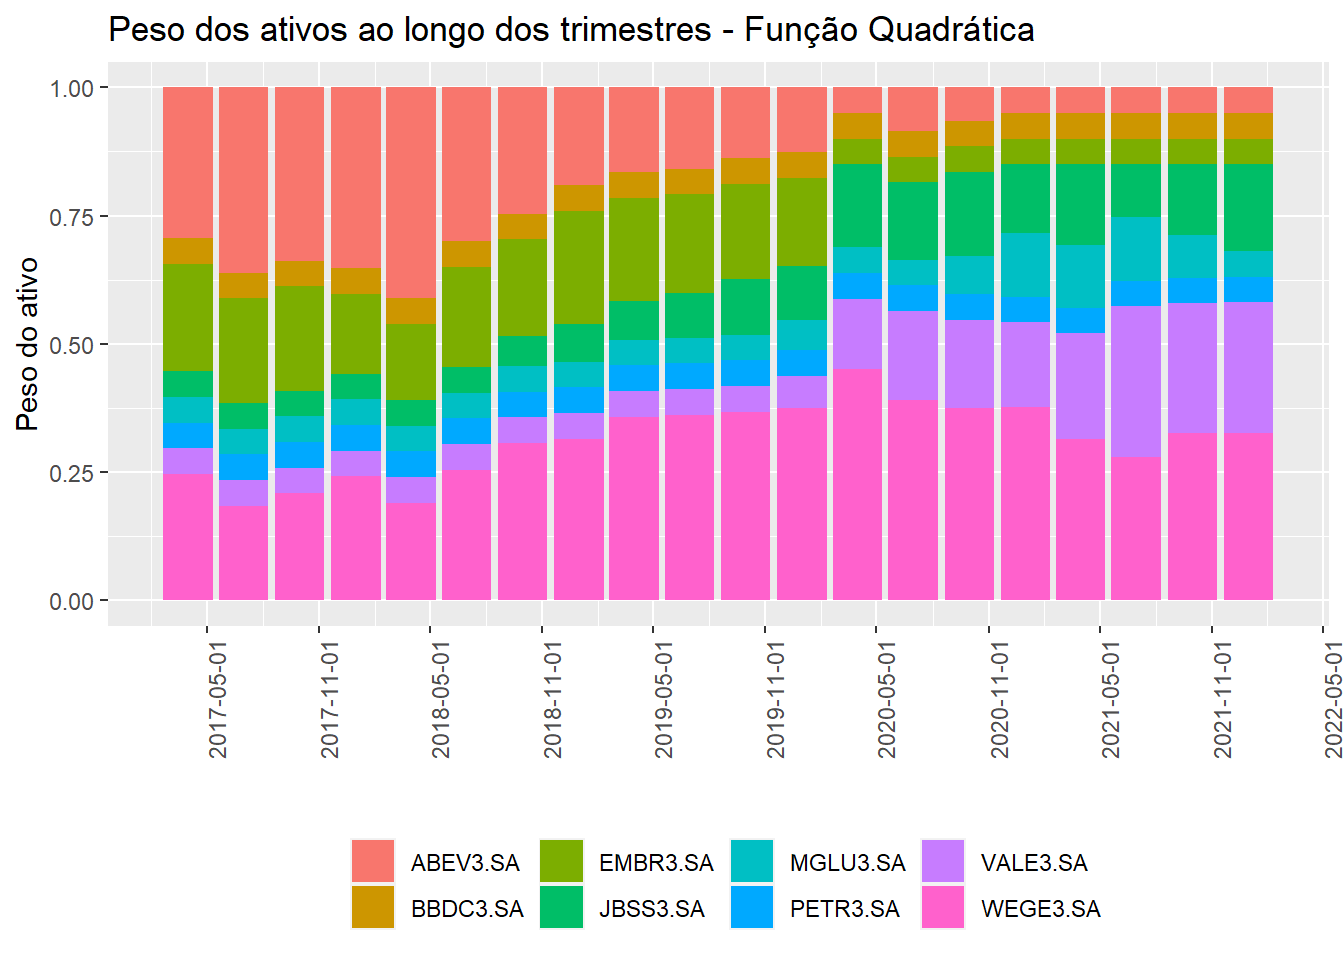 Peso dos ativos ao longo dos trimestres - Função Quadrática
Peso do ativo
1.00
0.75
0.50
0.25
0.00
2017-05-01
2017-11-01
2018-05-01
2018-11-01
2019-05-01
2019-11-01
2020-05-01
2020-11-01
2021-05-01
2021-11-01
2022-05-01
ABEV3.SA
EMBR3.SA
MGLU3.SA
VALE3.SA
BBDC3.SA
JBSS3.SA
PETR3.SA
WEGE3.SA